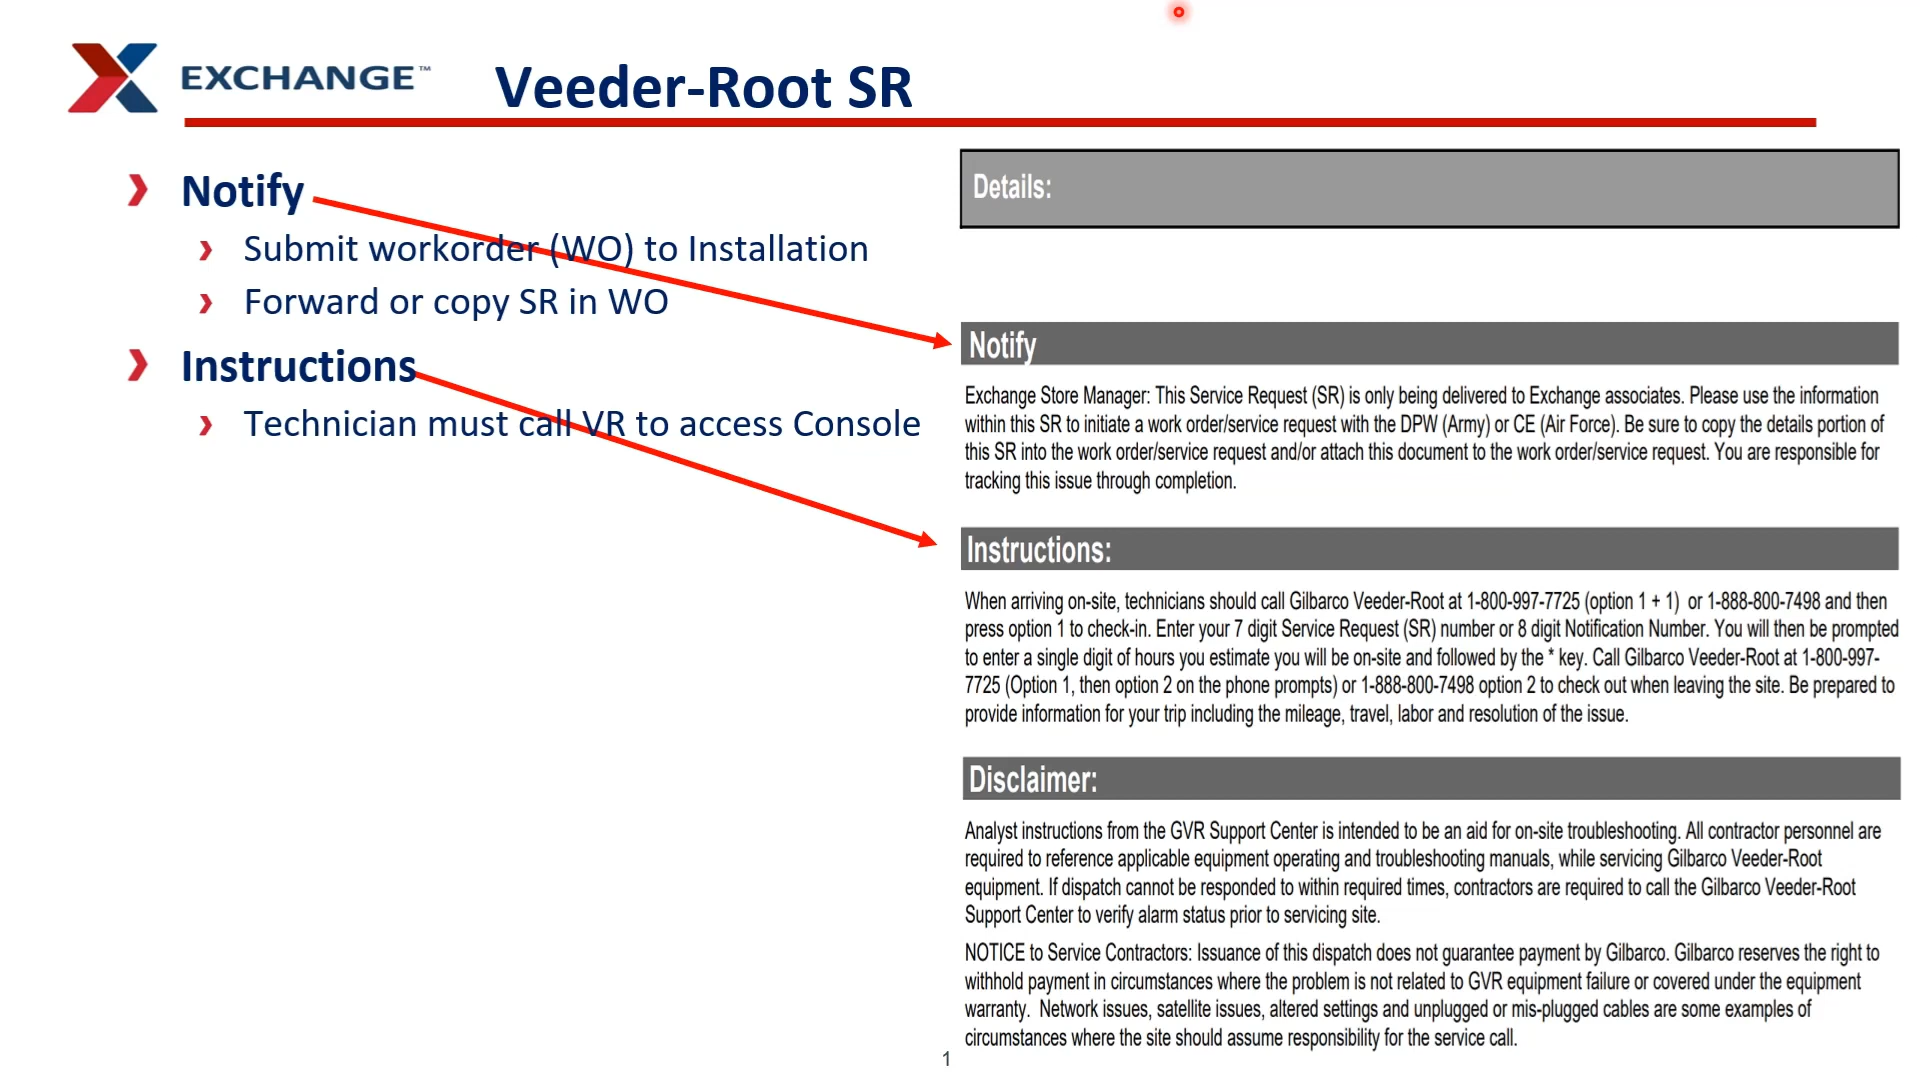 EXCHANGE™
Veeder-Root SR
Notify
Submit workorder (WO) to Installation
Forward or copy SR in WO
Instructions
Technician must call VR to access Console
Details:
Notify
Exchange Store Manager: This Service Request (SR) is only being delivered to Exchange associates. Please use the information
within this SR to initiate a work order/service request with the DPW (Army) or CE (Air Force). Be sure to copy the details portion of
this SR into the work order/service request and/or attach this document to the work order/service request. You are responsible for
tracking this issue through completion.
Instructions:
When arriving on-site, technicians should call Gilbarco Veeder-Root at 1-800-997-7725 (option 1 + 1)  or 1-888-800-7498 and then
press option 1 to check-in. Enter your 7 digit Service Request (SR) number or 8 digit Notification Number. You will then be prompted
to enter a single digit of hours you estimate you will be on-site and followed by the * key. Call Gilbarco Veeder-Root at 1-800-997-
7725 (Option 1, then option 2 on the phone prompts) or 1-888-800-7498 option 2 to check out when leaving the site. Be prepared to
provide information for your trip including the mileage, travel, labor and resolution of the issue.
Disclaimer:
Analyst instructions from the GVR Support Center is intended to be an aid for on-site troubleshooting. All contractor personnel are
required to reference applicable equipment operating and troubleshooting manuals, while servicing Gilbarco Veeder-Root
equipment. If dispatch cannot be responded to within required times, contractors are required to call the Gilbarco Veeder-Root
Support Center to verify alarm status prior to servicing site.
NOTICE to Service Contractors: Issuance of this dispatch does not guarantee payment by Gilbarco. Gilbarco reserves the right to
withhold payment in circumstances where the problem is not related to GVR equipment failure or covered under the equipment
warranty.  Network issues, satellite issues, altered settings and unplugged or mis-plugged cables are some examples of
circumstances where the site should assume responsibility for the service call.
1